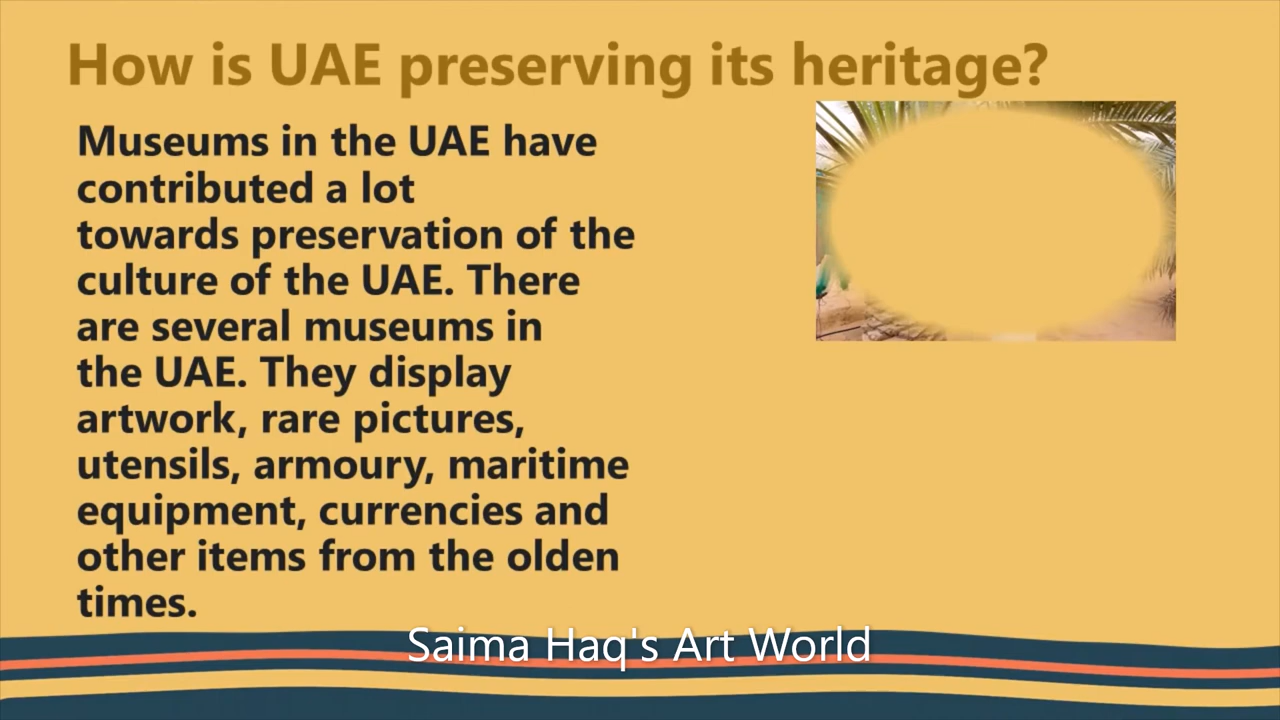 How is UAE preserving its heritage?
Museums in the UAE have
contributed a lot
towards preservation of the
culture of the UAE. There
are several museums in
the UAE. They display
artwork, rare pictures,
utensils, armoury, maritime
equipment, currencies and
other items from the olden
times.
Saima Haq's Art World